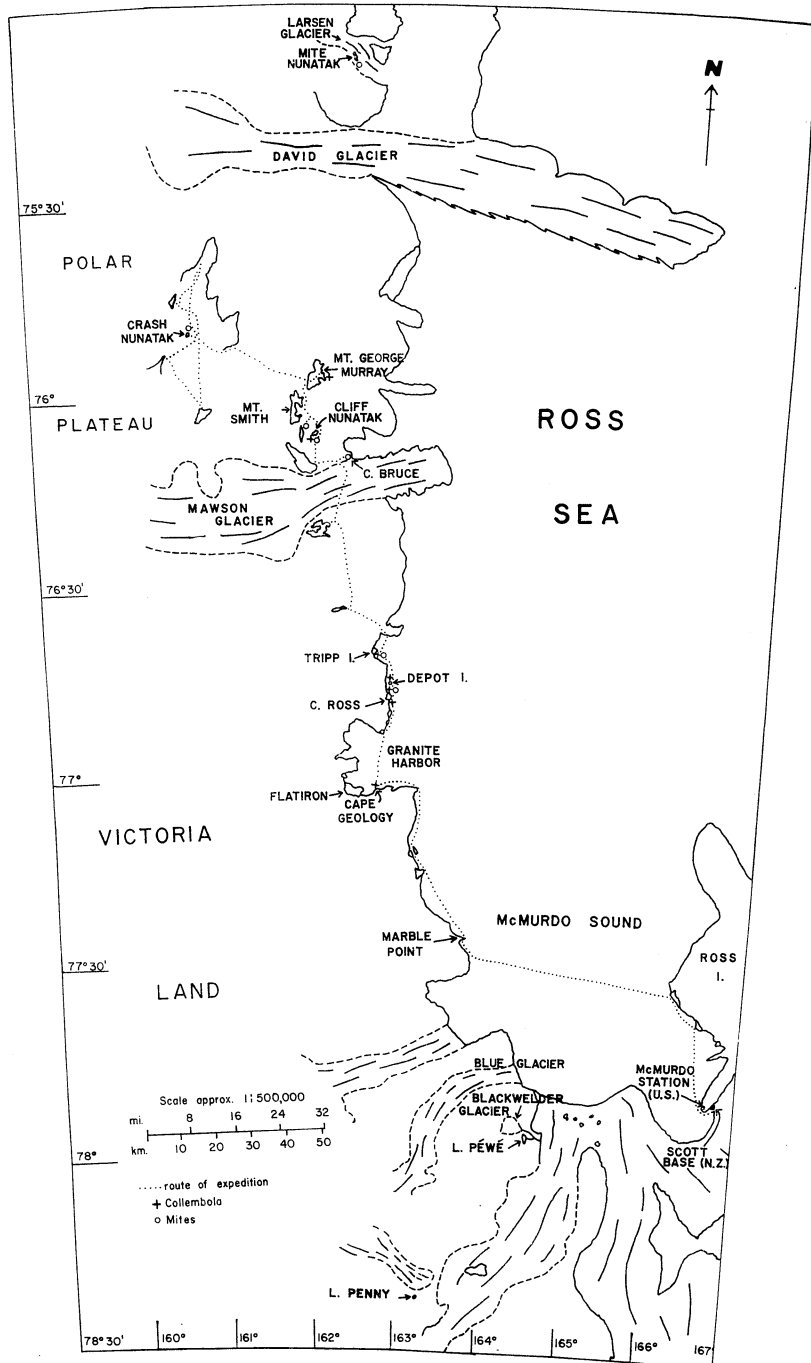 LARSEN
GLACIER
MITE
NUNATAK
N
DAVID GLACIER
75°30'
POLAR
CRASH
NUNATAK
MT. GEORGE
MURRAY
76°
MT.
SMITH
CLIFF
NUNATAK
PLATEAU
ROSS
C. BRUCE
MAWSON
GLACIER
SEA
76°30'
TRIPP I.
DEPOT I.
C. ROSS
GRANITE
HARBOR
77°
FLATIRON
CAPE
GEOLOGY
VICTORIA
McMURDO SOUND
MARBLE
POINT
ROSS
I.
77°30'
LAND
BLUE GLACIER
McMURDO
STATION
(U.S.)
BLACKWELDER
GLACIER
Scale approx. 1:1500,000
mi. 8 16 24 32
km. 10 20 30 40 50
L. PÉWÉ
SCOTT
BASE (N.Z.)
78°
..... route of expedition
+ Collembola
o Mites
L. PENNY
78°30' 160° 161° 162° 163° 164° 165° 166° 167°